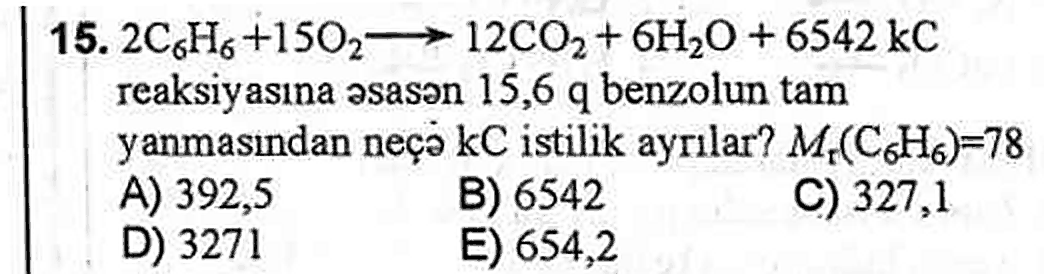 15. 2C₆H₆+15O₂⟶ 12CO₂ + 6H₂O + 6542 kC
reaksiyasına əsasən 15,6 q benzolun tam
yanmasından neçə kC istilik ayrılar? Mᵣ(C₆H₆)=78
A) 392,5 B) 6542 C) 327,1
D) 3271 E) 654,2